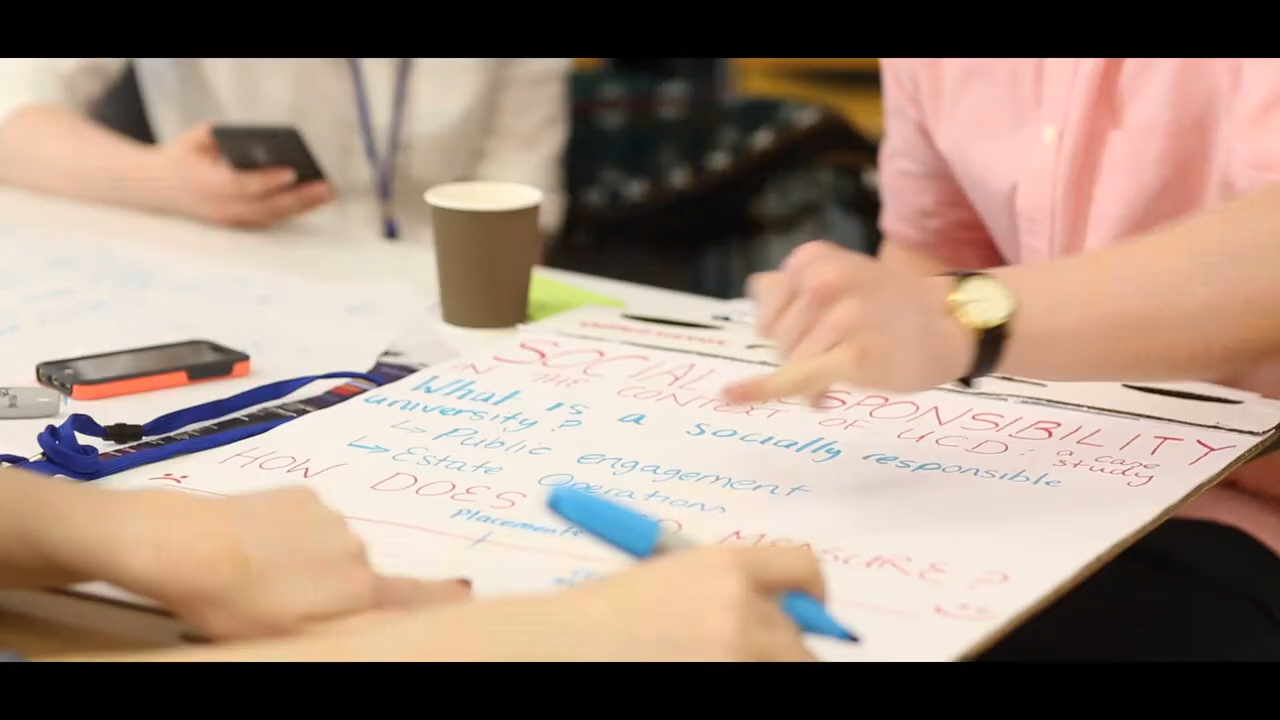 SOCIAL RESPONSIBILITY
IN THE CONTEXT OF UCD: a case study
What is a socally responsible
university?
↳ Public engagement
↳ Estate Operations
HOW DOES MEASURE?
Placements